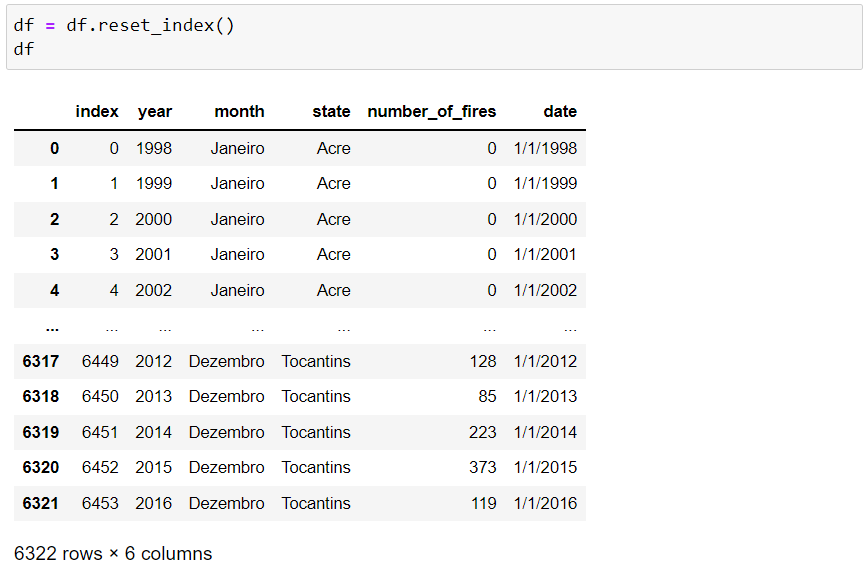 df = df.reset_index()
df
index year month state number_of_fires date
0 0 1998 Janeiro Acre 0 1/1/1998
1 1 1999 Janeiro Acre 0 1/1/1999
2 2 2000 Janeiro Acre 0 1/1/2000
3 3 2001 Janeiro Acre 0 1/1/2001
4 4 2002 Janeiro Acre 0 1/1/2002
... ... ... ... ... ... ...
6317 6449 2012 Dezembro Tocantins 128 1/1/2012
6318 6450 2013 Dezembro Tocantins 85 1/1/2013
6319 6451 2014 Dezembro Tocantins 223 1/1/2014
6320 6452 2015 Dezembro Tocantins 373 1/1/2015
6321 6453 2016 Dezembro Tocantins 119 1/1/2016
6322 rows × 6 columns